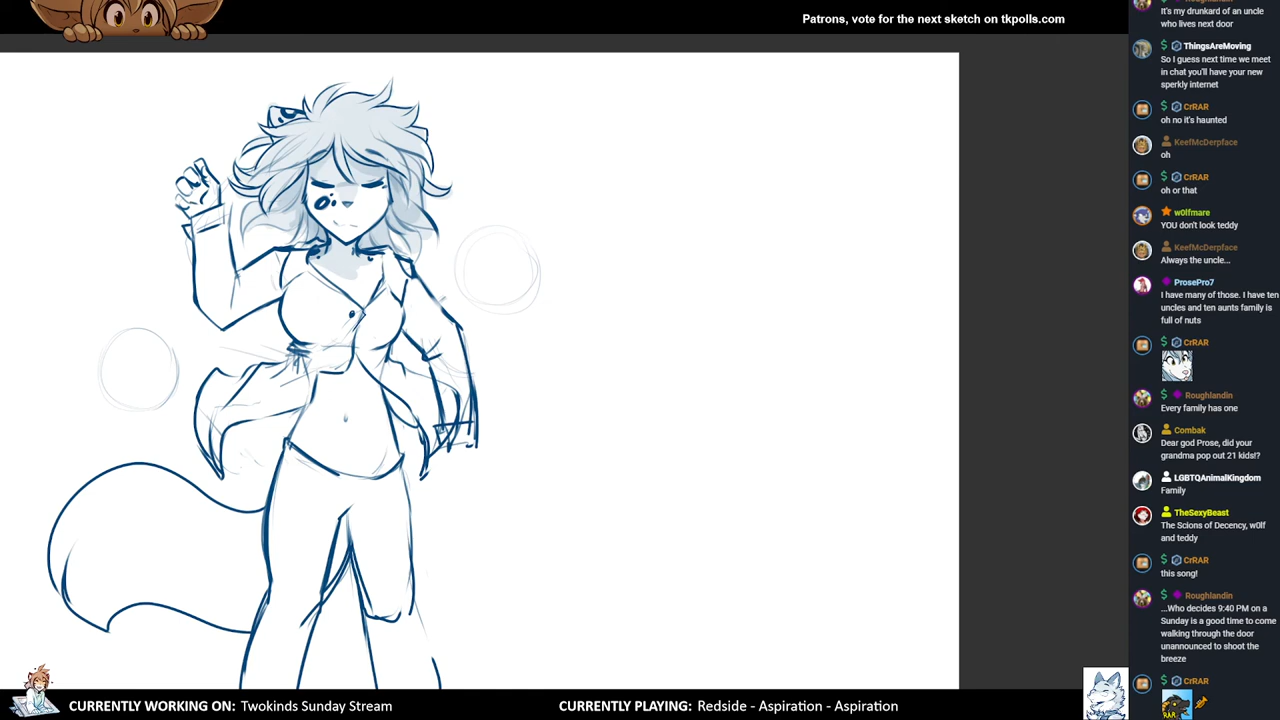 Patrons, vote for the next sketch on tkpolls.com
It's my drunkard of an uncle
who lives next door
ThingsAreMoving
So I guess next time we meet
in chat you'll have your new
sperkly internet
CrRAR
oh no it's haunted
KeefMcDerpface
oh
CrRAR
oh or that
w0lfmare
YOU don't look teddy
KeefMcDerpface
Always the uncle...
ProsePro7
I have many of those. I have ten
uncles and ten aunts family is
full of nuts
CrRAR
Roughlandin
Every family has one
Combak
Dear god Prose, did your
grandma pop out 21 kids!?
LGBTQAnimalKingdom
Family
TheSexyBeast
The Scions of Decency, w0lf
and teddy
CrRAR
this song!
Roughlandin
...Who decides 9:40 PM on a
Sunday is a good time to come
walking through the door
unannounced to shoot the
breeze
CrRAR
RAR
CURRENTLY WORKING ON: Twokinds Sunday Stream
CURRENTLY PLAYING: Redside - Aspiration - Aspiration